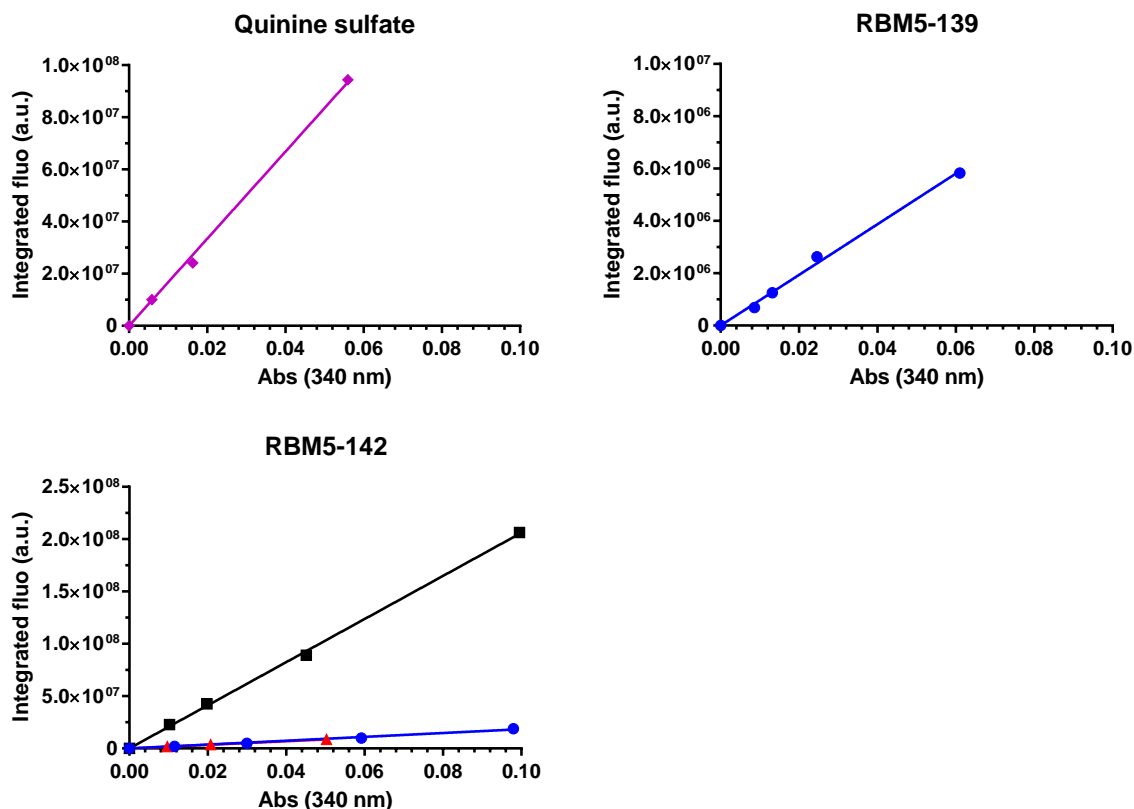 Quinine sulfate
1.0×10⁰⁸
8.0×10⁰⁷
6.0×10⁰⁷
4.0×10⁰⁷
2.0×10⁰⁷
0
Integrated fluo (a.u.)
0.00 0.02 0.04 0.06 0.08 0.10
Abs (340 nm)
RBM5-139
1.0×10⁰⁷
8.0×10⁰⁶
6.0×10⁰⁶
4.0×10⁰⁶
2.0×10⁰⁶
0
Integrated fluo (a.u.)
0.00 0.02 0.04 0.06 0.08 0.10
Abs (340 nm)
RBM5-142
2.5×10⁰⁸
2.0×10⁰⁸
1.5×10⁰⁸
1.0×10⁰⁸
5.0×10⁰⁷
0
Integrated fluo (a.u.)
0.00 0.02 0.04 0.06 0.08 0.10
Abs (340 nm)